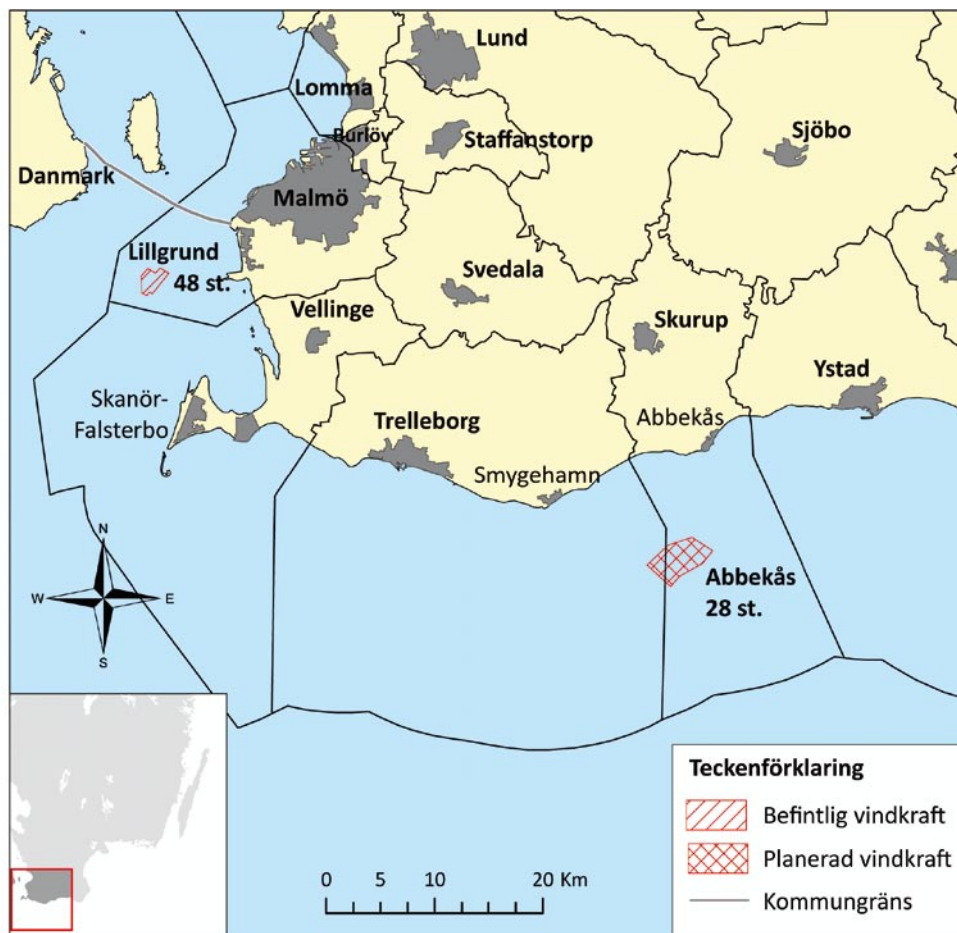 Lund
Lomma
Burlöv
Staffanstorp
Sjöbo
Danmark
Malmö
Lillgrund
48 st.
Svedala
Vellinge
Skurup
Ystad
Skanör-
Falsterbo
Trelleborg
Abbekås
Smygehamn
Abbekås
28 st.
N
W
E
S
Teckenförklaring
Befintlig vindkraft
Planerad vindkraft
Kommungräns
0 5 10 20 Km